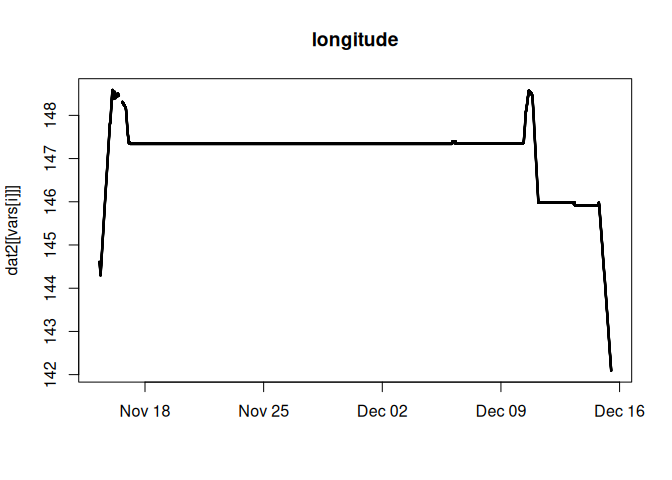 longitude
dat2[[vars[i]]]
148
147
146
145
144
143
142
Nov 18
Nov 25
Dec 02
Dec 09
Dec 16